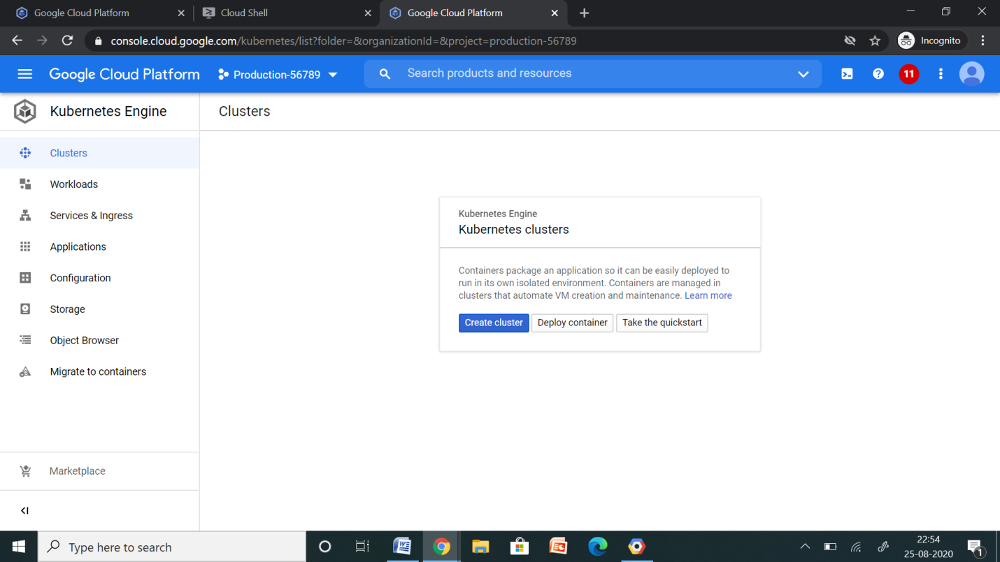 Google Cloud Platform
Cloud Shell
Google Cloud Platform
console.cloud.google.com/kubernetes/list?folder=&organizationId=&project=production-56789
Incognito
Google Cloud Platform
Production-56789
Search products and resources
11
Kubernetes Engine
Clusters
Clusters
Workloads
Services & Ingress
Applications
Configuration
Storage
Object Browser
Migrate to containers
Marketplace
Kubernetes Engine
Kubernetes clusters
Containers package an application so it can be easily deployed to
run in its own isolated environment. Containers are managed in
clusters that automate VM creation and maintenance. Learn more
Create cluster
Deploy container
Take the quickstart
Type here to search
22:54
25-08-2020
1